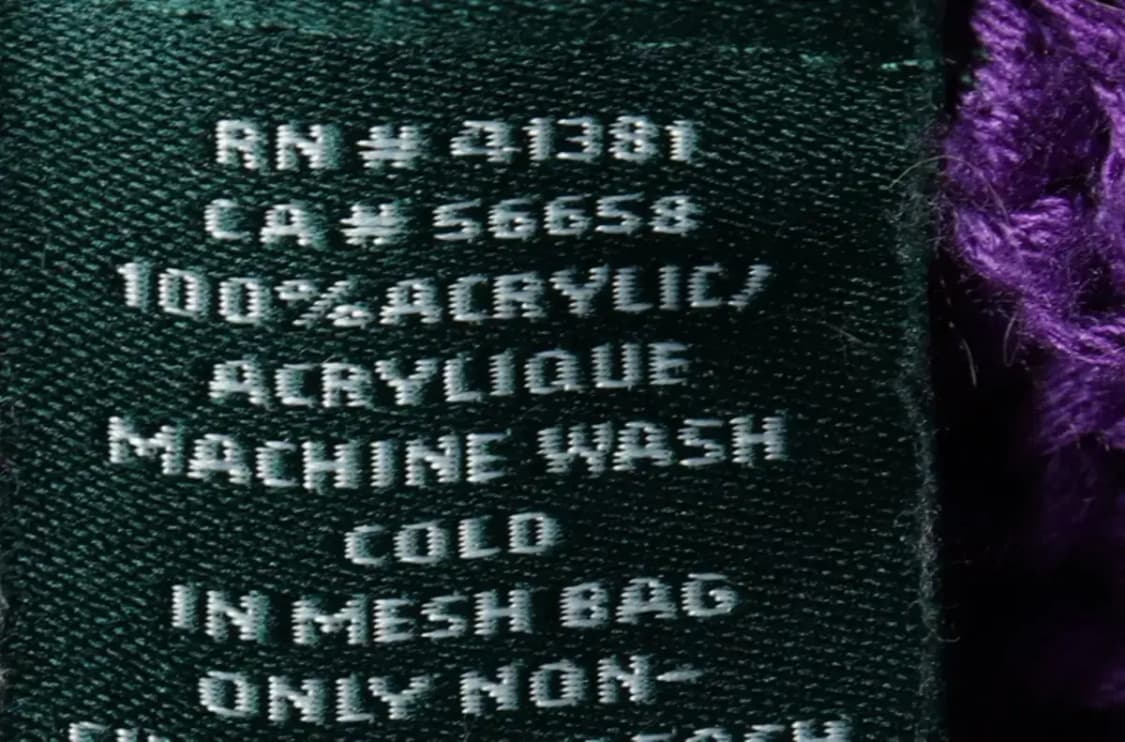 RN # 41381
CA # 56658
100%ACRYLIC/
ACRYLIQUE
MACHINE WASH
COLD
IN MESH BAG
ONLY NON-